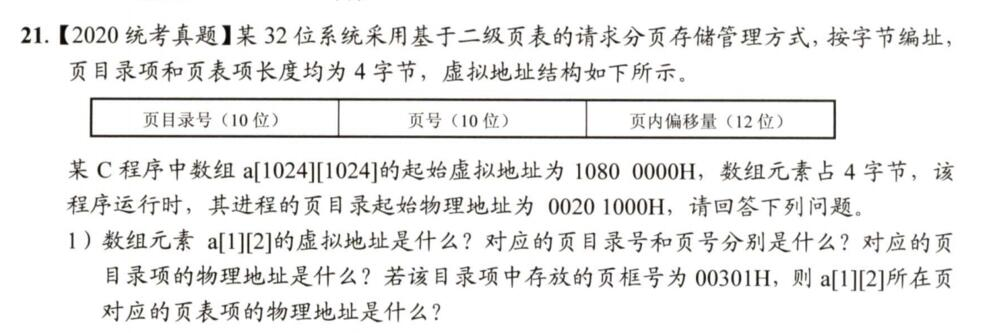 21.【2020 统考真题】某 32 位系统采用基于二级页表的请求分页存储管理方式，按字节编址，
页目录项和页表项长度均为 4 字节，虚拟地址结构如下所示。
页目录号（10 位） 页号（10 位） 页内偏移量（12 位）
某 C 程序中数组 a[1024][1024]的起始虚拟地址为 1080 0000H，数组元素占 4 字节，该
程序运行时，其进程的页目录起始物理地址为 0020 1000H，请回答下列问题。
1）数组元素 a[1][2]的虚拟地址是什么？对应的页目录号和页号分别是什么？对应的页
目录项的物理地址是什么？若该目录项中存放的页框号为 00301H，则 a[1][2]所在页
对应的页表项的物理地址是什么？